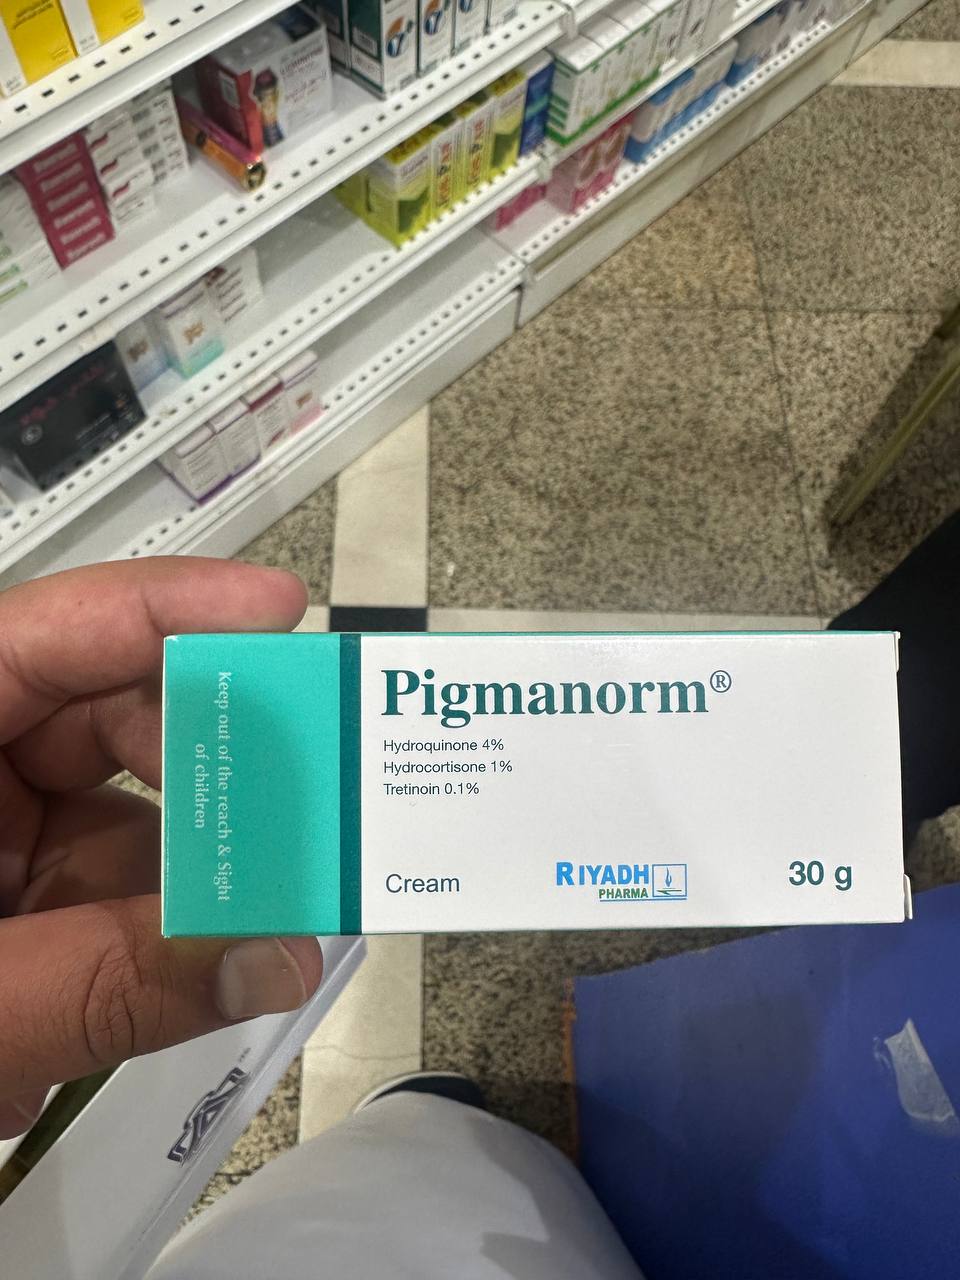 Pigmanorm®
Hydroquinone 4%
Hydrocortisone 1%
Tretinoin 0.1%
Cream
RIYADH
PHARMA
30 g
Keep out of the reach & Sight
of children